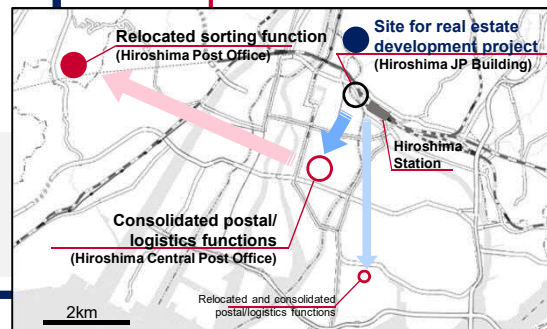 Relocated sorting function
(Hiroshima Post Office)
Site for real estate
development project
(Hiroshima JP Building)
Hiroshima
Station
Consolidated postal/
logistics functions
(Hiroshima Central Post Office)
Relocated and consolidated
postal/logistics functions
2km